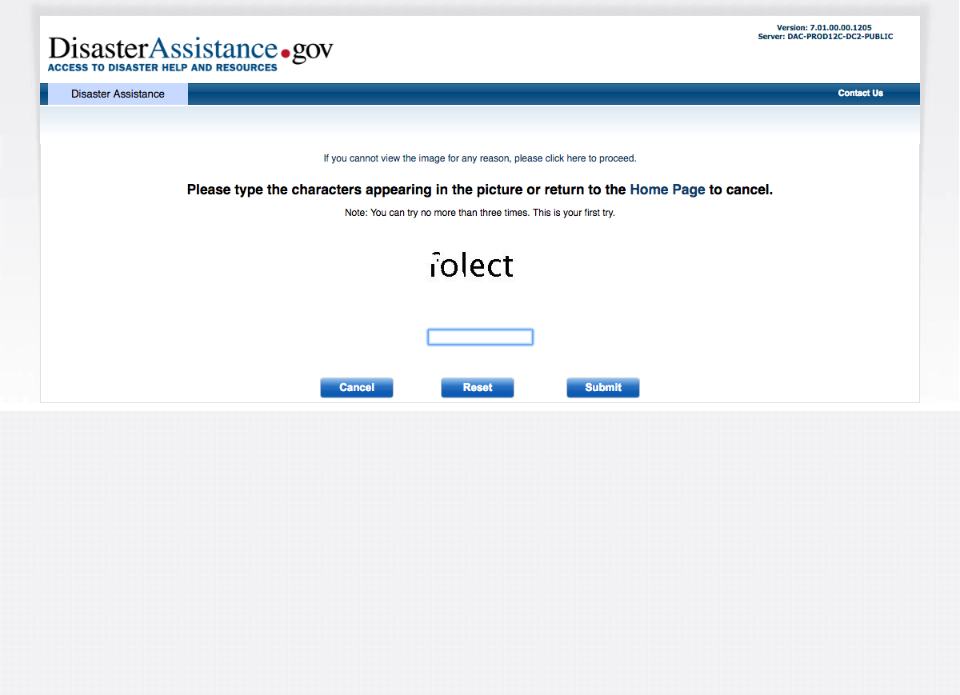 Version: 7.01.00.00.1205
Server: DAC-PROD12C-DC2-PUBLIC
DisasterAssistance.gov
ACCESS TO DISASTER HELP AND RESOURCES
Disaster Assistance
Contact Us
If you cannot view the image for any reason, please click here to proceed.
Please type the characters appearing in the picture or return to the Home Page to cancel.
Note: You can try no more than three times. This is your first try.
Cancel
Reset
Submit